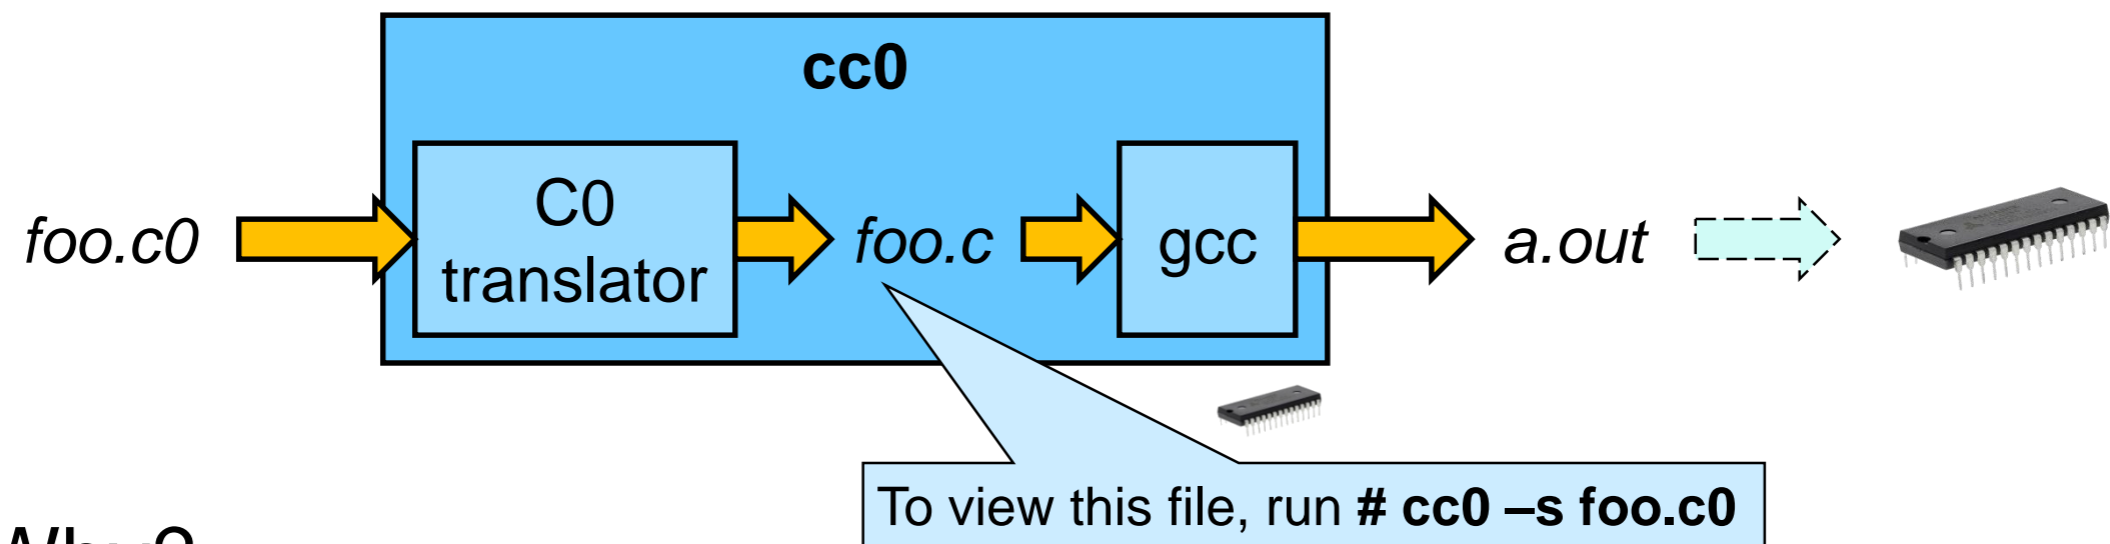 cc0
foo.c0
C0
translator
foo.c
gcc
a.out
To view this file, run # cc0 –s foo.c0